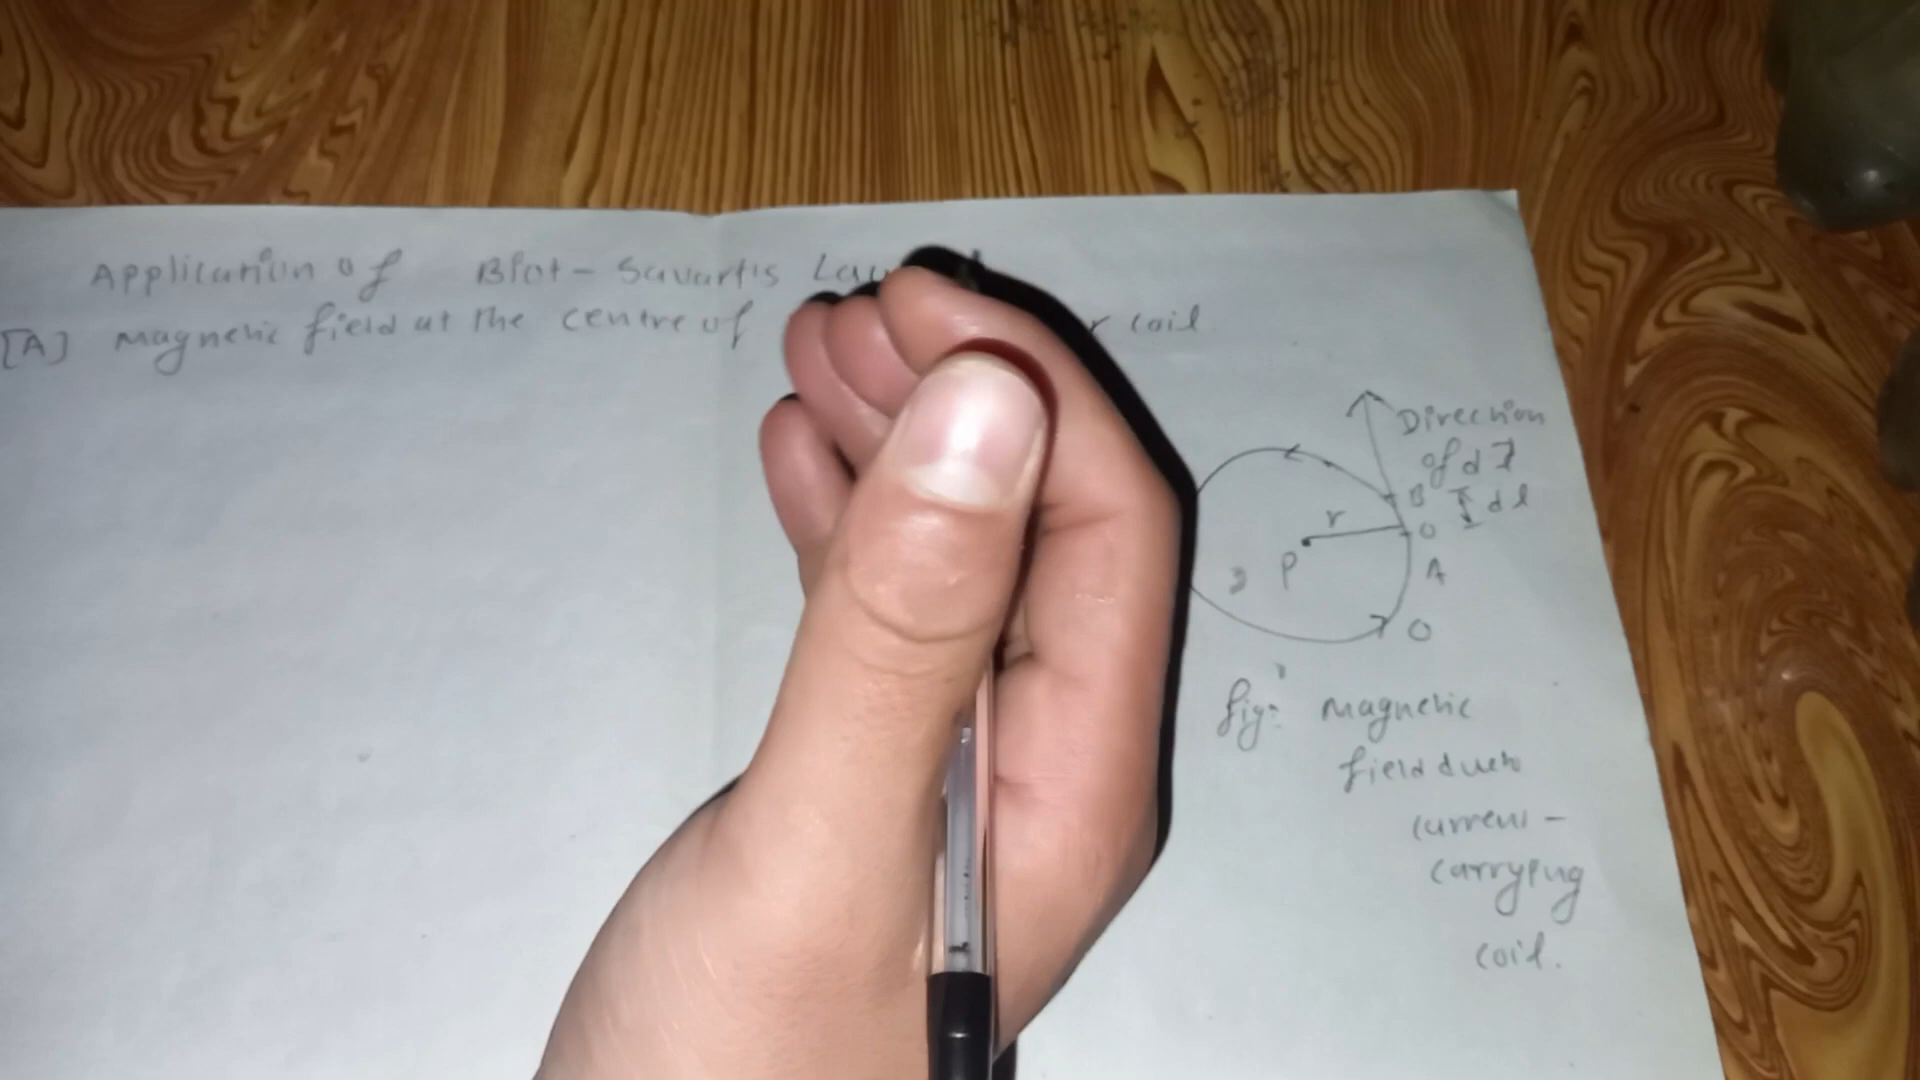 Application of Biot-Savart's Law
[A] Magnetic field at the centre of coil
Direction
of dl
B
dl
r
O
P
A
fig: Magnetic
field due to
current-
carrying
coil.